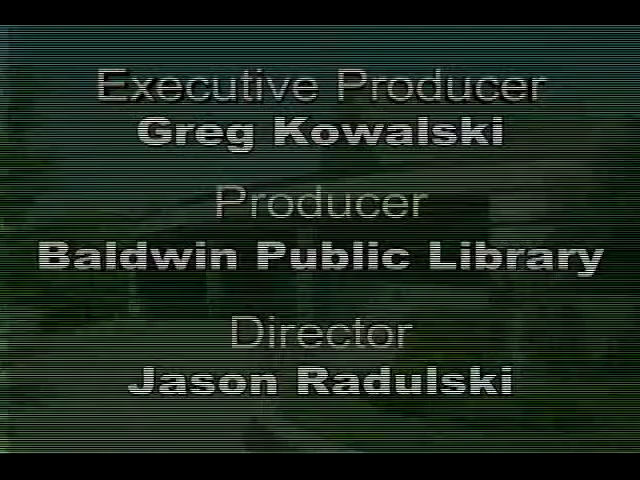 Executive Producer
Greg Kowalski
Producer
Baldwin Public Library
Director
Jason Radulski